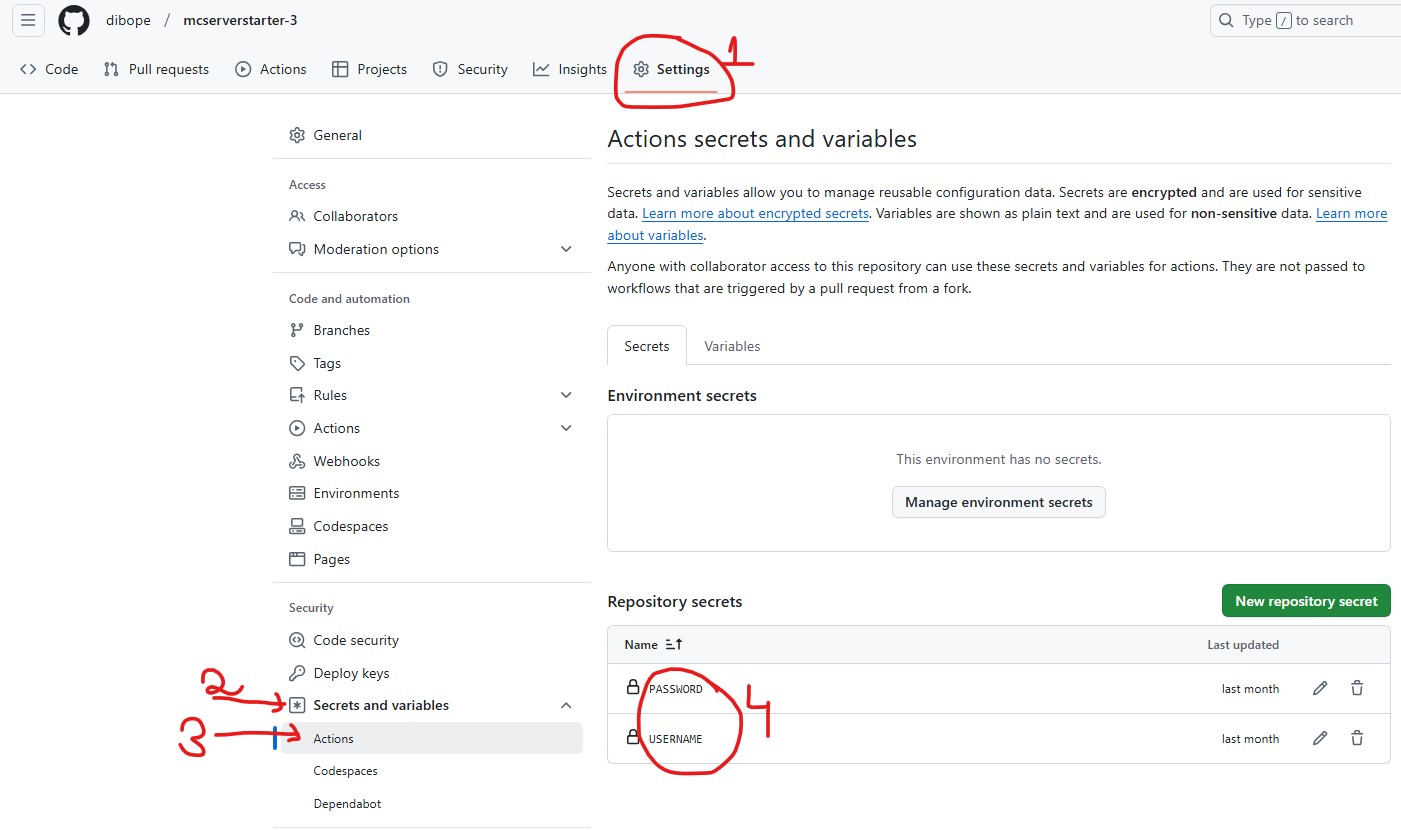 dibope / mcserverstarter-3
Type / to search
Code Pull requests Actions Projects Security Insights Settings 1
General
Access
Collaborators
Moderation options
Code and automation
Branches
Tags
Rules
Actions
Webhooks
Environments
Codespaces
Pages
Security
Code security
Deploy keys
2 Secrets and variables
3 Actions
Codespaces
Dependabot
Actions secrets and variables
Secrets and variables allow you to manage reusable configuration data. Secrets are encrypted and are used for sensitive
data. Learn more about encrypted secrets. Variables are shown as plain text and are used for non-sensitive data. Learn more
about variables.
Anyone with collaborator access to this repository can use these secrets and variables for actions. They are not passed to
workflows that are triggered by a pull request from a fork.
Secrets Variables
Environment secrets
This environment has no secrets.
Manage environment secrets
Repository secrets New repository secret
Name Last updated
PASSWORD last month
4
USERNAME last month